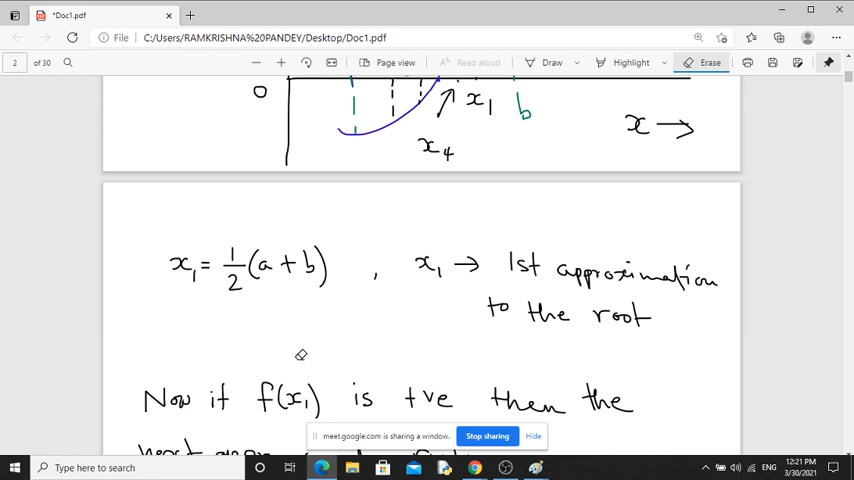 *Doc1.pdf
File C:/Users/RAMKRISHNA%20PANDEY/Desktop/Doc1.pdf
2 of 30
Page view
Read aloud
Draw
Highlight
Erase
0
x1
b
x4
x →
x1 = 1/2 (a + b) , x1 → 1st approximation
to the root
Now if f(x1) is +ve then the
meet.google.com is sharing a window. Stop sharing Hide
Type here to search
ENG
12:21 PM
3/30/2021